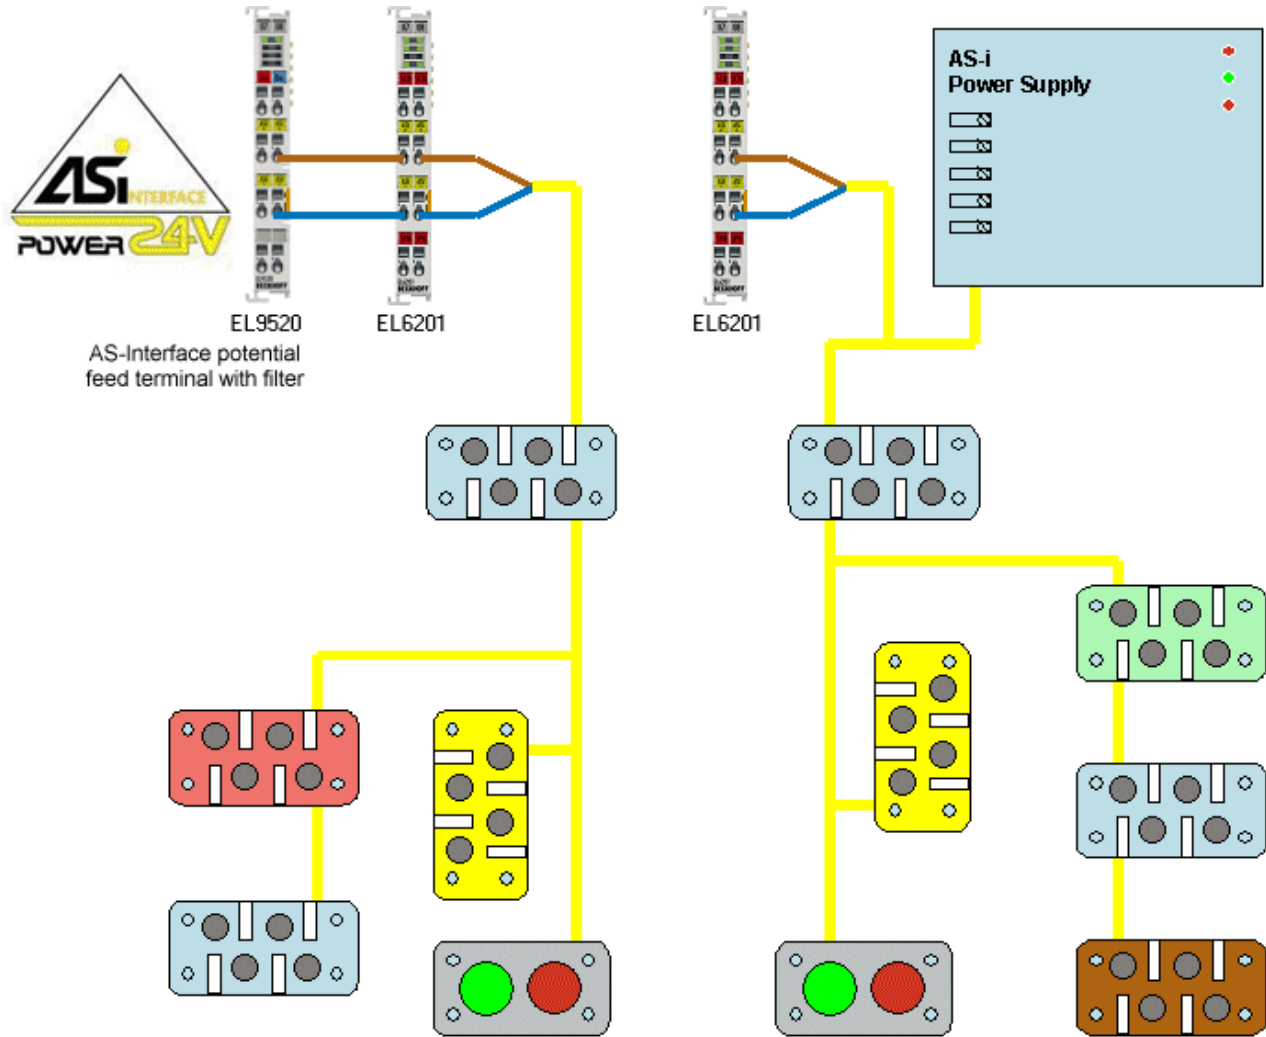 AS-i
Power Supply
ASi
INTERFACE
POWER 24V
EL9520
EL6201
EL6201
AS-Interface potential
feed terminal with filter